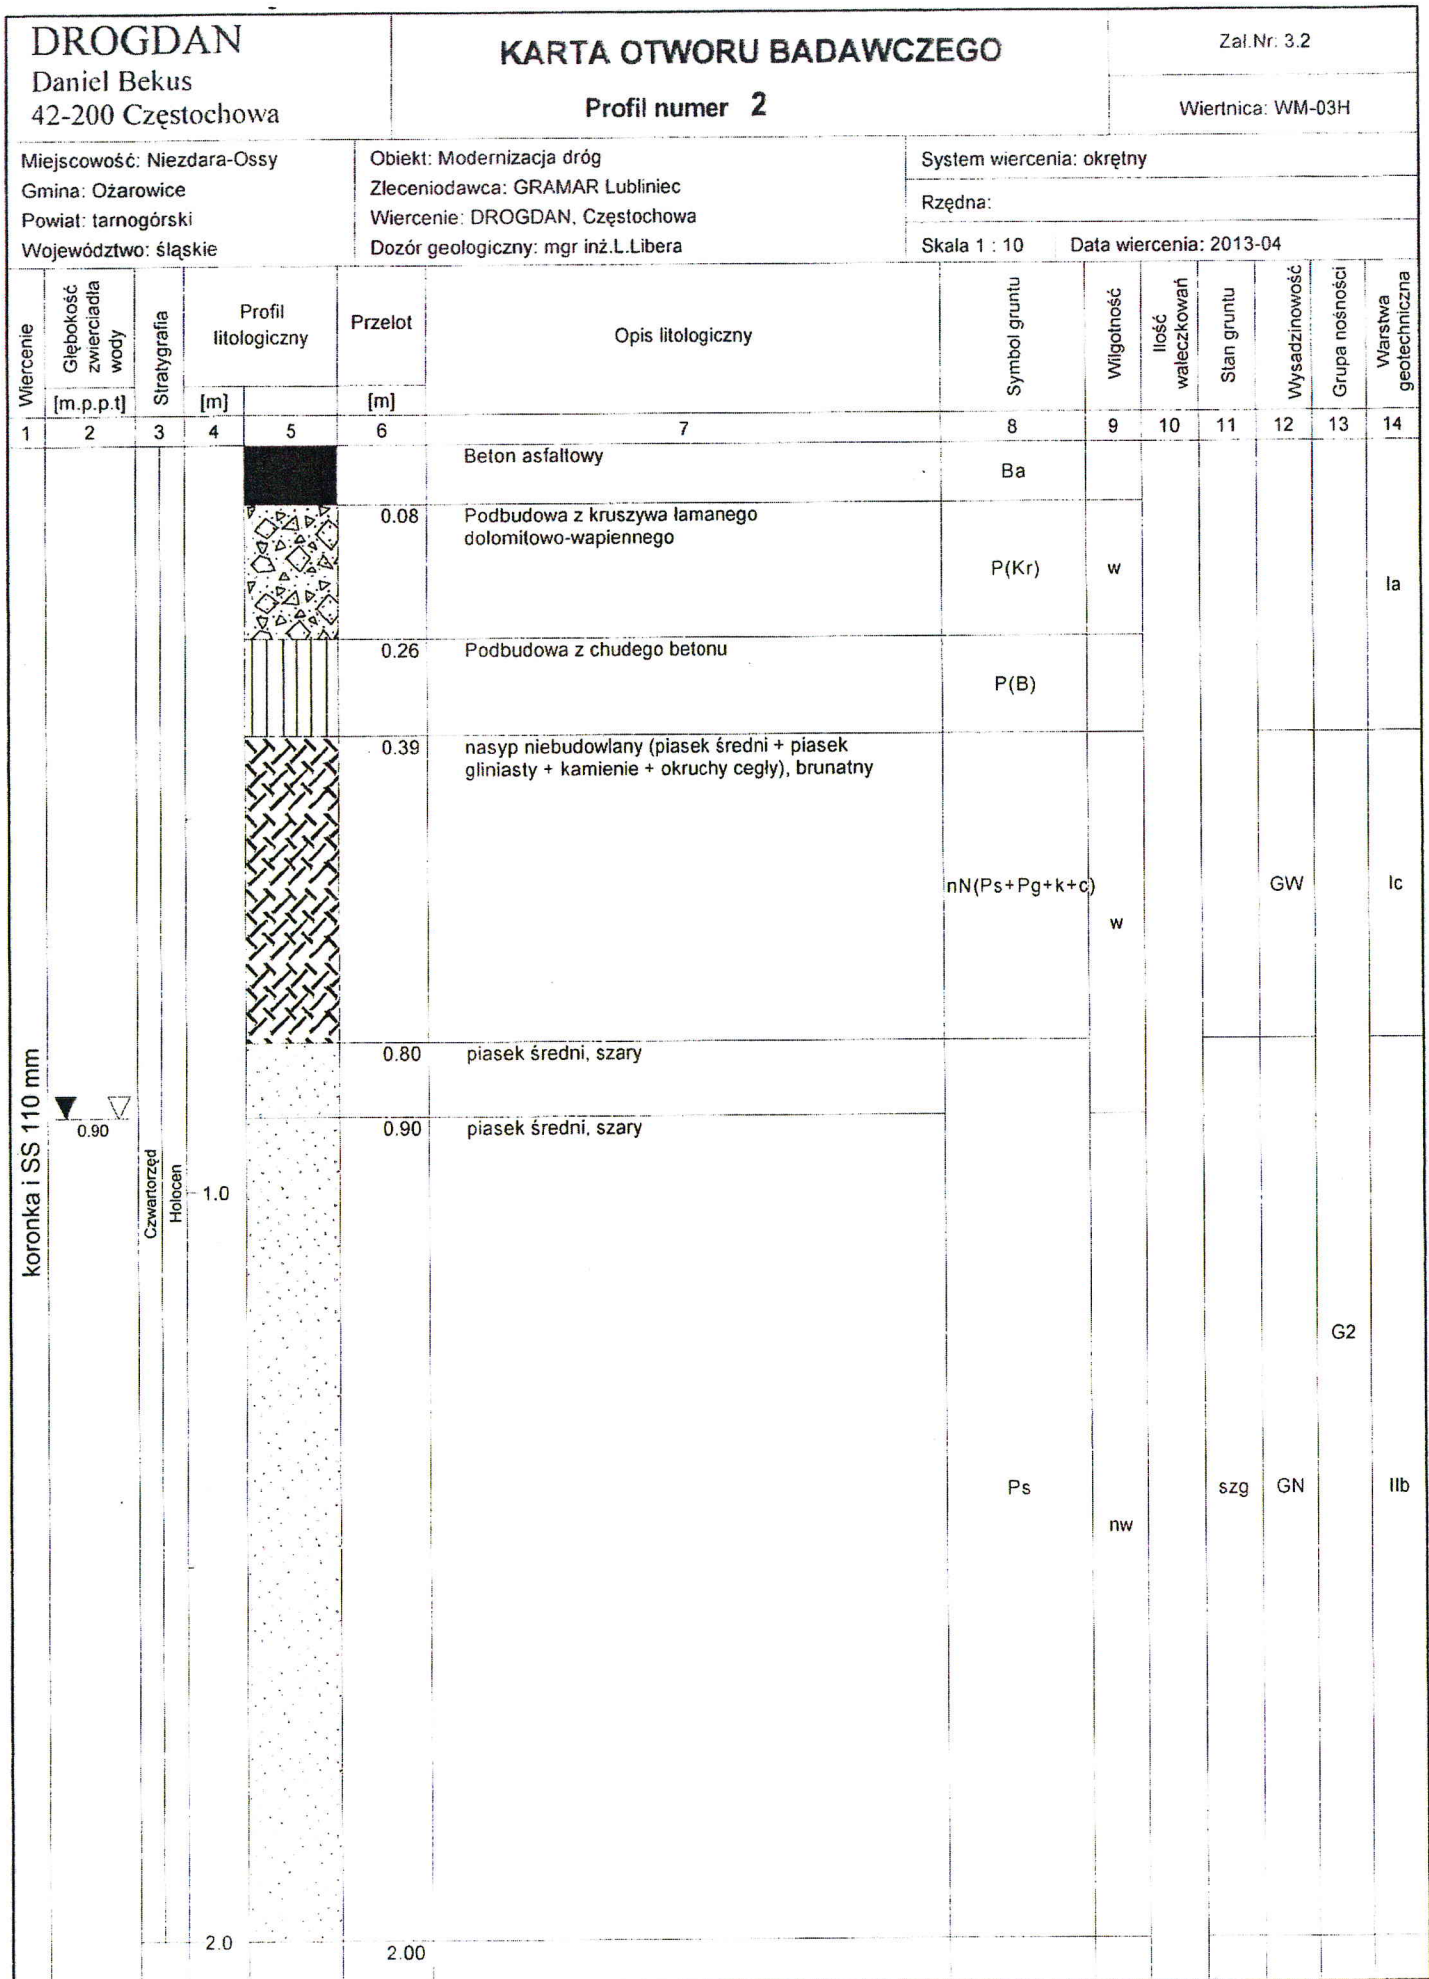 DROGDAN
Daniel Bekus
42-200 Częstochowa
KARTA OTWORU BADAWCZEGO
Profil numer 2
Zał.Nr: 3.2
Wiertnica: WM-03H
Miejscowość: Niezdara-Ossy
Gmina: Ożarowice
Powiat: tarnogórski
Województwo: śląskie
Obiekt: Modernizacja dróg
Zleceniodawca: GRAMAR Lubliniec
Wiercenie: DROGDAN, Częstochowa
Dozór geologiczny: mgr inż.L.Libera
System wiercenia: okrętny
Rzędna:
Skala 1 : 10 Data wiercenia: 2013-04
Wiercenie
Głębokość
zwierciadła
wody
[m.p.p.t]
Stratygrafia
Profil
litologiczny
[m]
Przelot
[m]
Opis litologiczny
Symbol gruntu
Wilgotność
Ilość
wałeczkowań
Stan gruntu
Wysadzinowość
Grupa nośności
Warstwa
geotechniczna
1 2 3 4 5 6 7 8 9 10 11 12 13 14
Beton asfaltowy
Ba
0.08 Podbudowa z kruszywa łamanego
dolomitowo-wapiennego
P(Kr) w
Ia
0.26 Podbudowa z chudego betonu
P(B)
0.39 nasyp niebudowlany (piasek średni + piasek
gliniasty + kamienie + okruchy cegły), brunatny
nN(Ps+Pg+k+c) GW Ic
w
0.80 piasek średni, szary
0.90
0.90 piasek średni, szary
koronka i SS 110 mm
Czwartorzęd
Holocen
1.0
G2
Ps szg GN IIb
nw
2.0 2.00